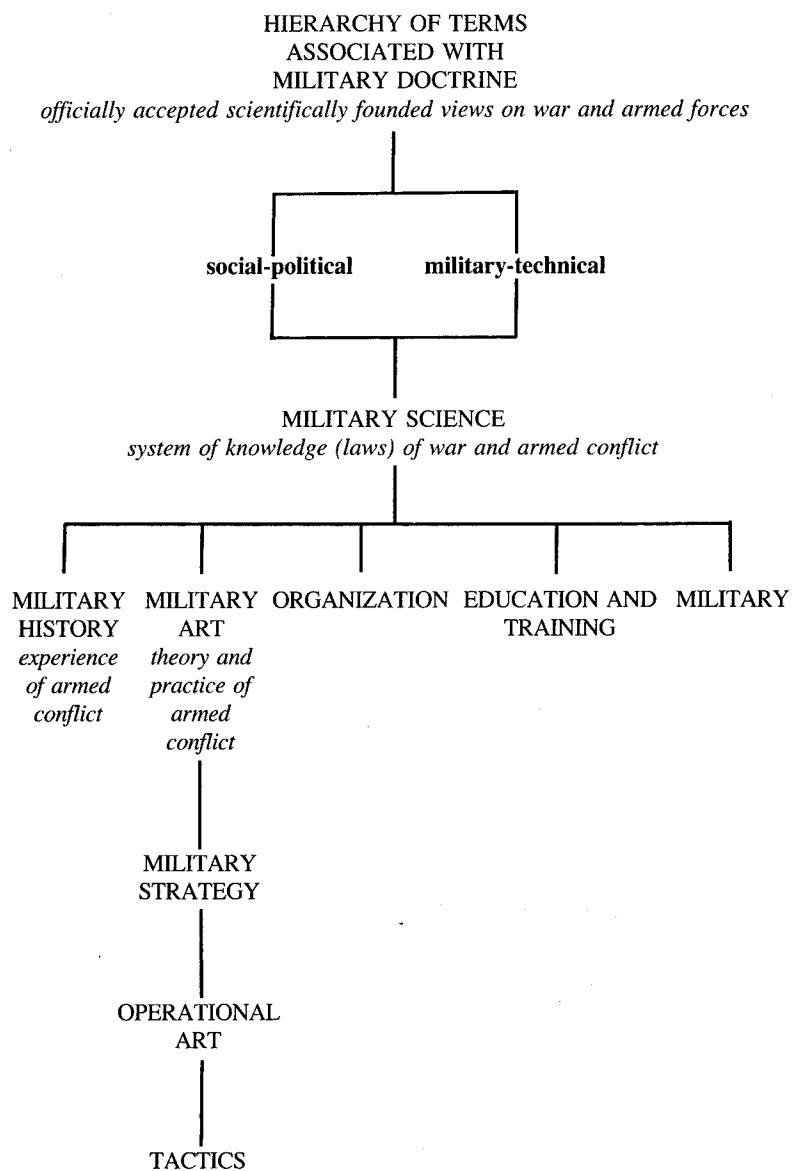 HIERARCHY OF TERMS
ASSOCIATED WITH
MILITARY DOCTRINE
officially accepted scientifically founded views on war and armed forces
social-political
military-technical
MILITARY SCIENCE
system of knowledge (laws) of war and armed conflict
MILITARY
HISTORY
experience
of armed
conflict
MILITARY
ART
theory and
practice of
armed
conflict
ORGANIZATION
EDUCATION AND
TRAINING
MILITARY
MILITARY
STRATEGY
OPERATIONAL
ART
TACTICS